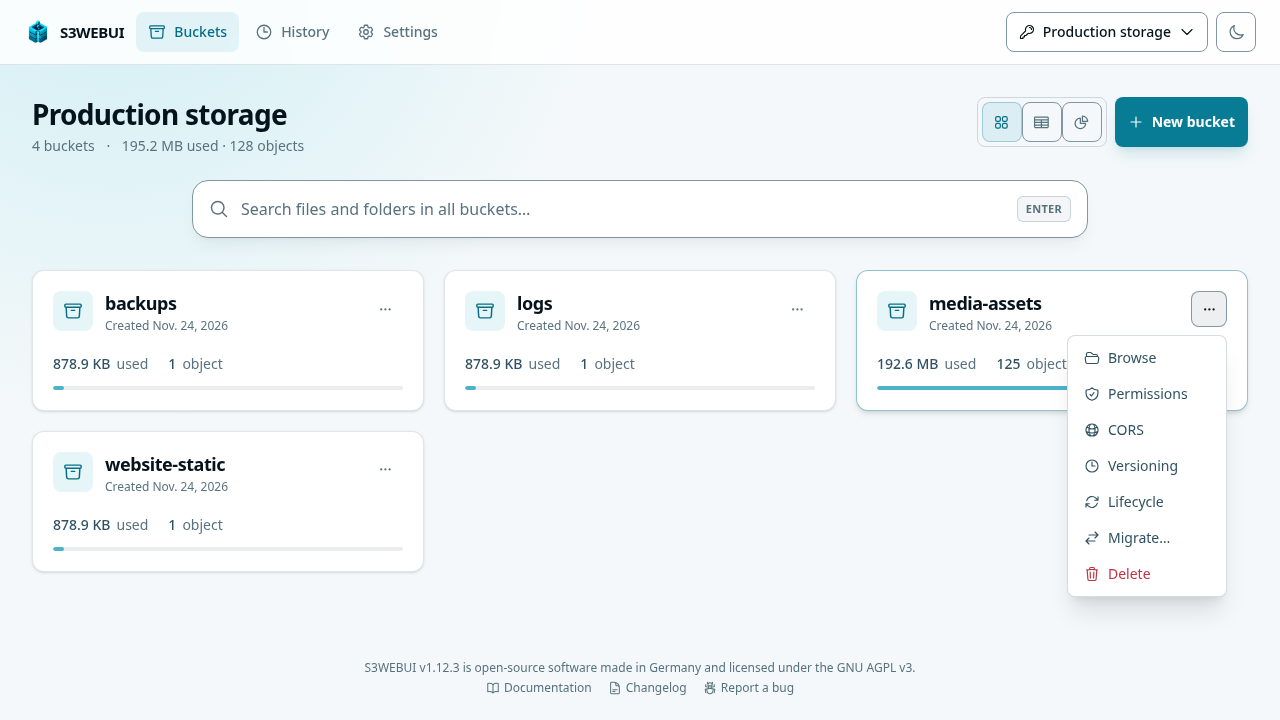 S3WEBUI
Buckets
History
Settings
Production storage
Production storage
4 buckets · 195.2 MB used · 128 objects
New bucket
Search files and folders in all buckets...
ENTER
backups
Created Nov. 24, 2026
878.9 KB used 1 object
logs
Created Nov. 24, 2026
878.9 KB used 1 object
media-assets
Created Nov. 24, 2026
192.6 MB used 125 object
Browse
Permissions
CORS
Versioning
Lifecycle
Migrate...
Delete
website-static
Created Nov. 24, 2026
878.9 KB used 1 object
S3WEBUI v1.12.3 is open-source software made in Germany and licensed under the GNU AGPL v3.
Documentation Changelog Report a bug